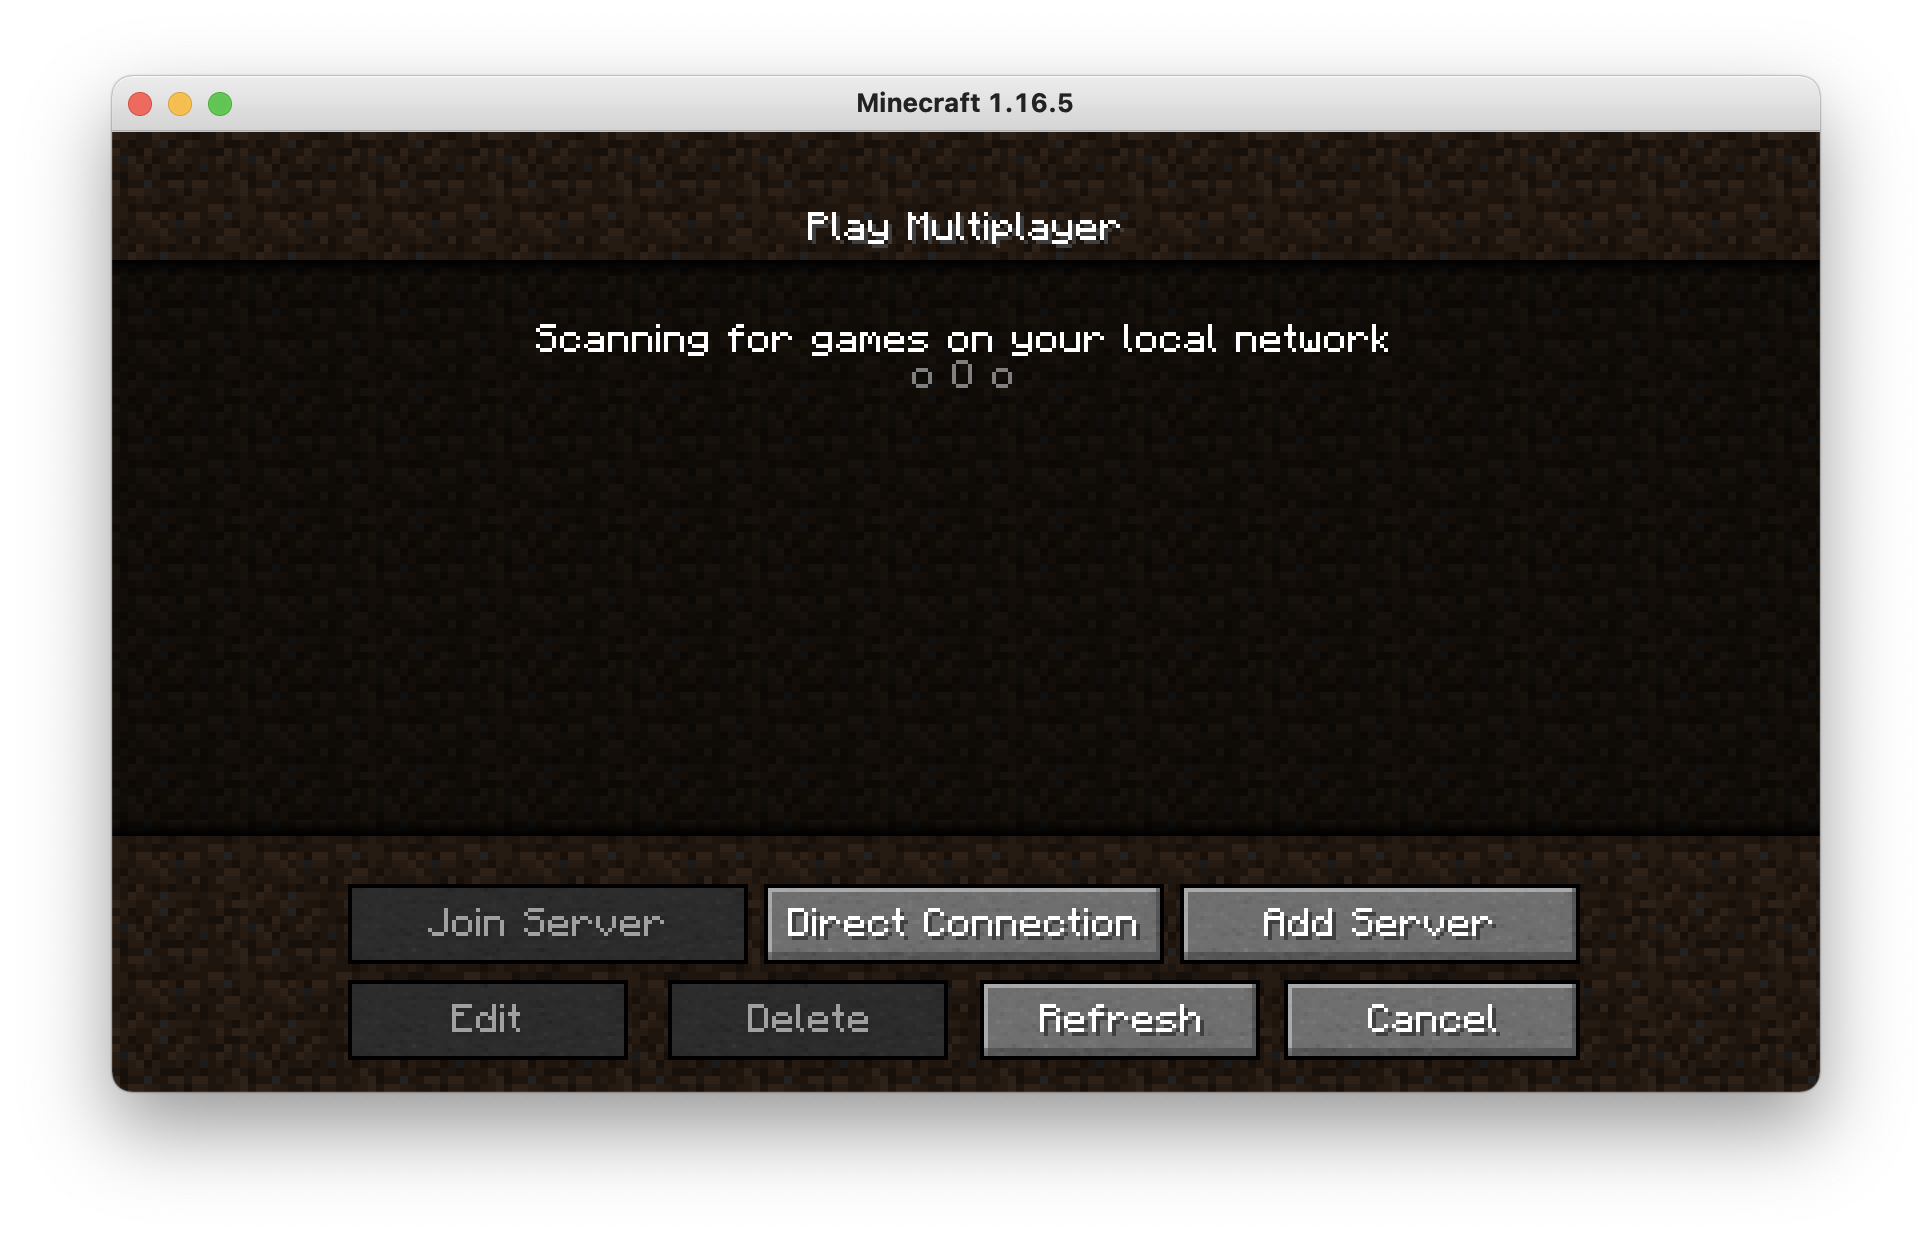 Minecraft 1.16.5
Play Multiplayer
Scanning for games on your local network
o O o
Join Server
Direct Connection
Add Server
Edit
Delete
Refresh
Cancel